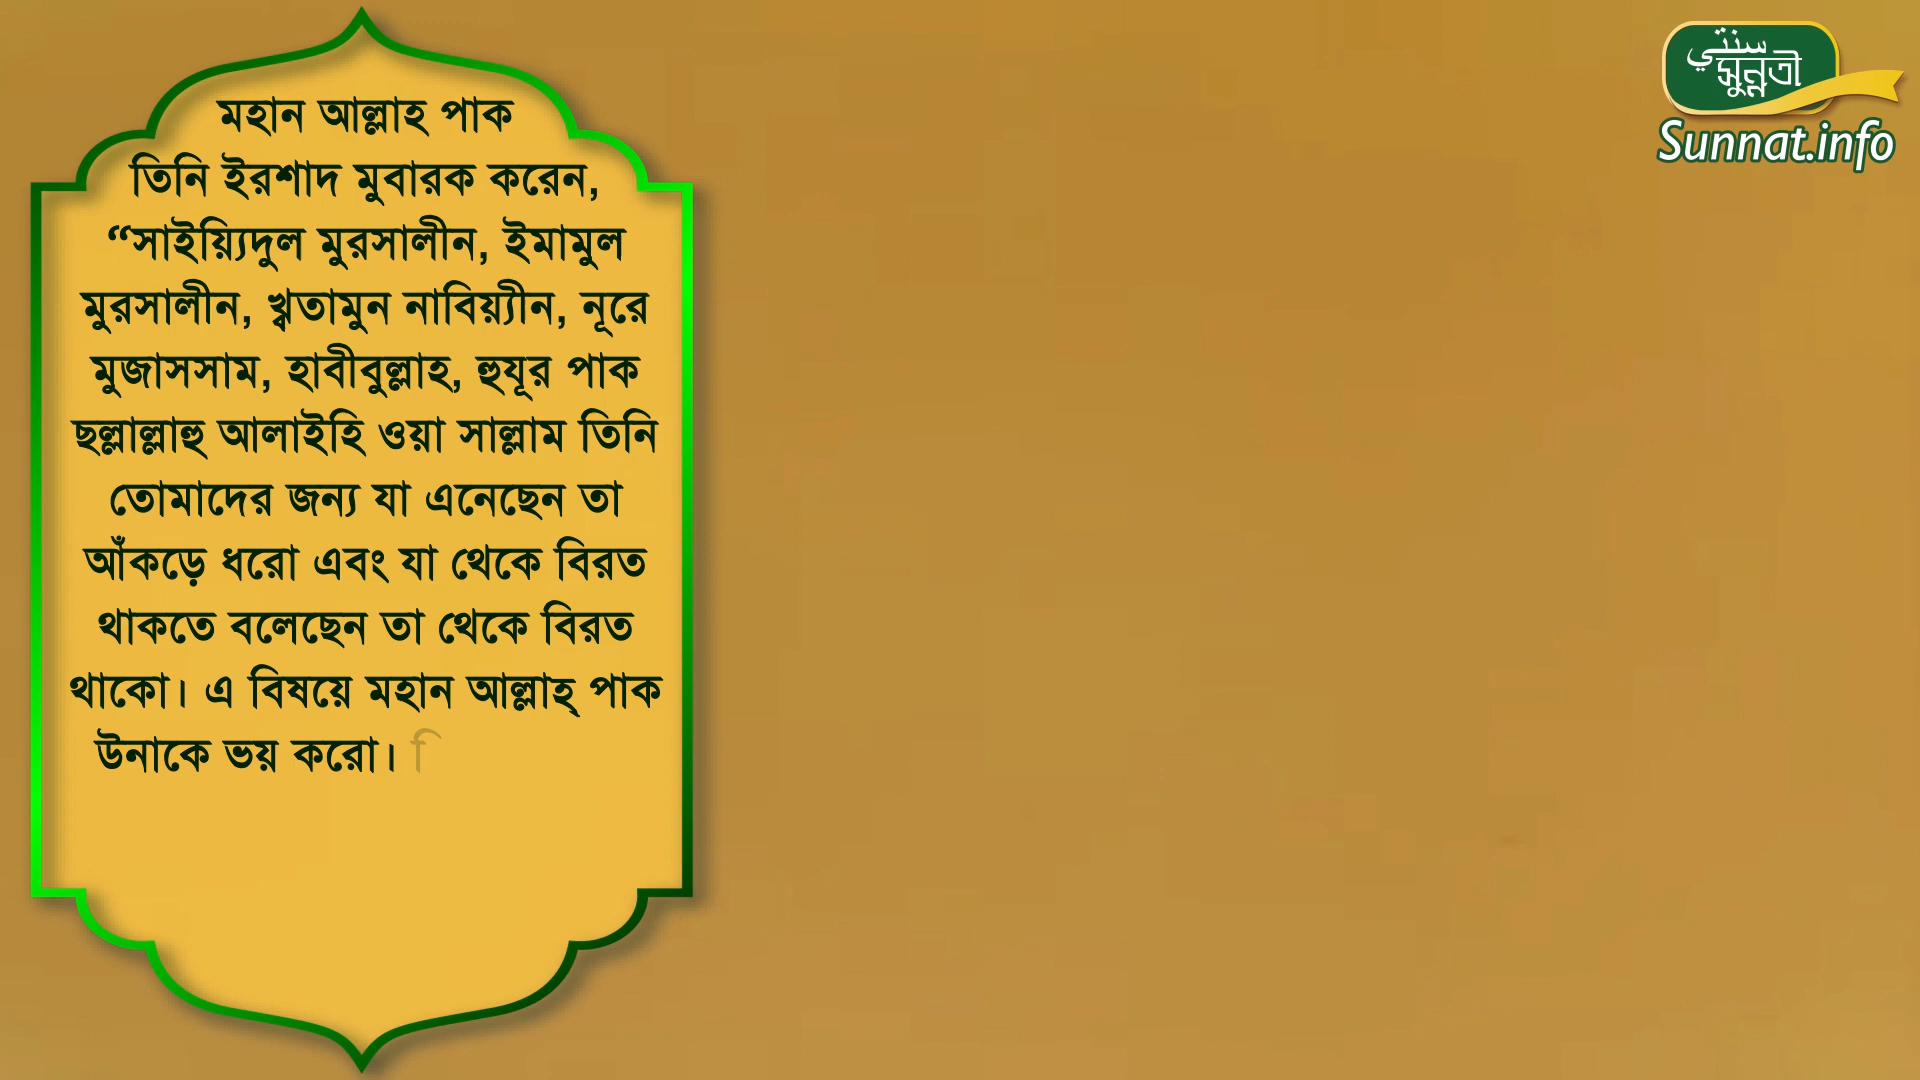 মহান আল্লাহ পাক
তিনি ইরশাদ মুবারক করেন,
“সাইয়্যিদুল মুরসালীন, ইমামুল
মুরসালীন, খ্বতামুন নাবিয়্যীন, নূরে
মুজাসসাম, হাবীবুল্লাহ, হুযূর পাক
ছল্লাল্লাহু আলাইহি ওয়া সাল্লাম তিনি
তোমাদের জন্য যা এনেছেন তা
আঁকড়ে ধরো এবং যা থেকে বিরত
থাকতে বলেছেন তা থেকে বিরত
থাকো। এ বিষয়ে মহান আল্লাহ্ পাক
উনাকে ভয় করো।
سنتي
সুন্নতী
Sunnat.info